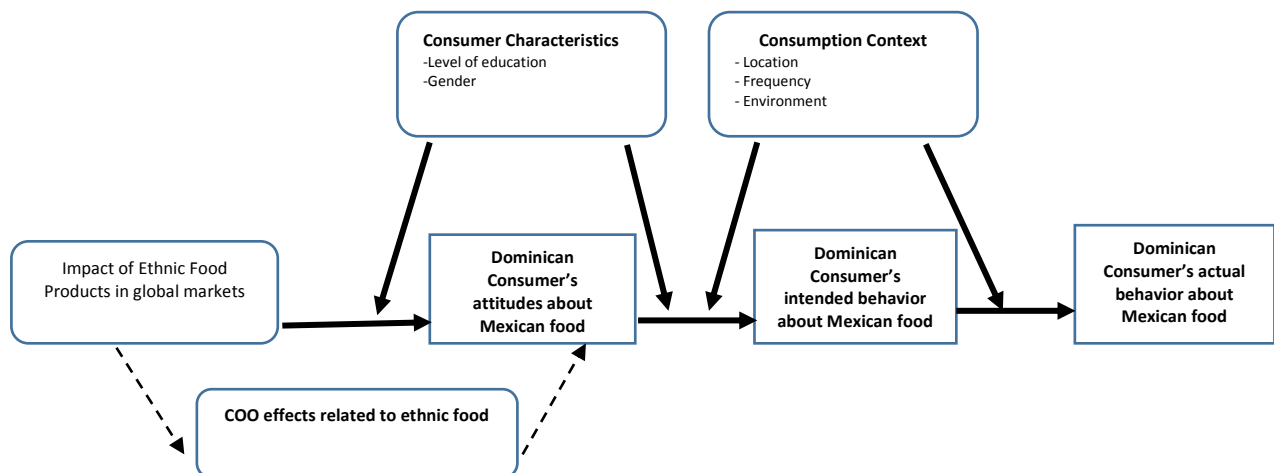 Consumer Characteristics
-Level of education
-Gender
Consumption Context
- Location
- Frequency
- Environment
Impact of Ethnic Food
Products in global markets
Dominican
Consumer's
attitudes about
Mexican food
Dominican
Consumer's
intended behavior
about Mexican food
Dominican
Consumer's actual
behavior about
Mexican food
COO effects related to ethnic food